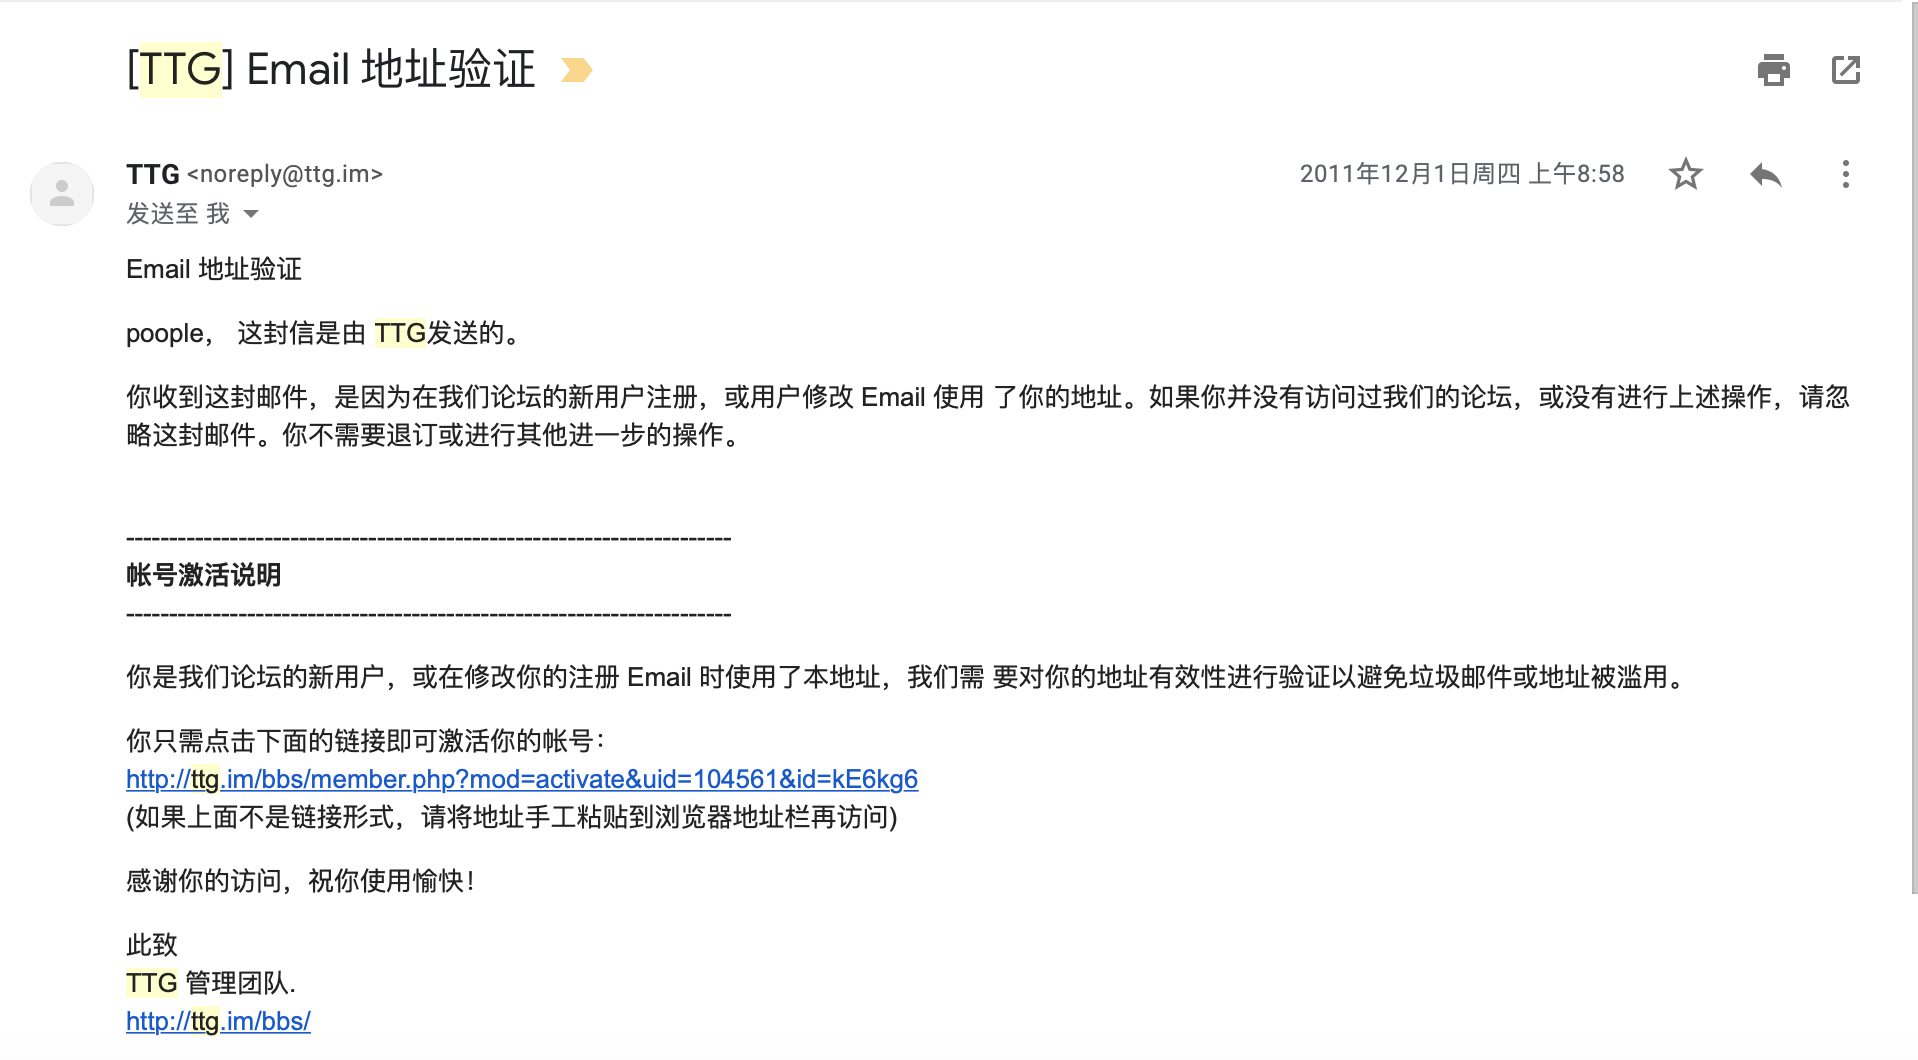 [TTG] Email 地址验证
TTG <noreply@ttg.im>
2011年12月1日周四 上午8:58
发送至 我
Email 地址验证
poople， 这封信是由 TTG发送的。
你收到这封邮件，是因为在我们论坛的新用户注册，或用户修改 Email 使用 了你的地址。如果你并没有访问过我们的论坛，或没有进行上述操作，请忽
略这封邮件。你不需要退订或进行其他进一步的操作。
----------------------------------------------------------------------
帐号激活说明
----------------------------------------------------------------------
你是我们论坛的新用户，或在修改你的注册 Email 时使用了本地址，我们需 要对你的地址有效性进行验证以避免垃圾邮件或地址被滥用。
你只需点击下面的链接即可激活你的帐号：
http://ttg.im/bbs/member.php?mod=activate&uid=104561&id=kE6kg6
(如果上面不是链接形式，请将地址手工粘贴到浏览器地址栏再访问)
感谢你的访问，祝你使用愉快！
此致
TTG 管理团队.
http://ttg.im/bbs/